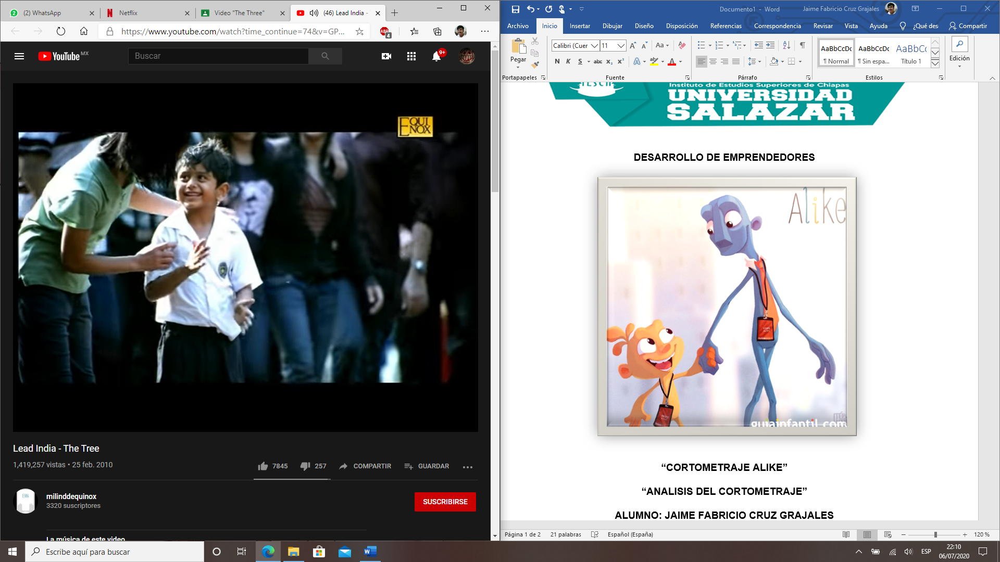 (2) WhatsApp
Netflix
Video "The Three"
(46) Lead India -
https://www.youtube.com/watch?time_continue=74&v=GP...
ABP
4
YouTube MX
Buscar
9+
EQUI
NOX
Lead India - The Tree
1,419,257 vistas • 25 feb. 2010
7845
257
COMPARTIR
GUARDAR
milinddequinox
3320 suscriptores
SUSCRIBIRSE
La música de este video
Documento1 - Word
Jaime Fabricio Cruz Grajales
Archivo
Inicio
Insertar
Dibujar
Diseño
Disposición
Referencias
Correspondencia
Revisar
Vista
Ayuda
¿Qué des
Compartir
Pegar
Calibri (Cuer
11
Aa
N K S abc x₂ x²
Portapapeles
Fuente
Párrafo
AaBbCcDc
¶ Normal
AaBbCcDc
¶ Sin espa...
AaBbCc
Título 1
Estilos
Edición
IESCH
Instituto de Estudios Superiores de Chiapas
UNIVERSIDAD
SALAZAR
DESARROLLO DE EMPRENDEDORES
Alike
guiainfantil.com
“CORTOMETRAJE ALIKE”
“ANALISIS DEL CORTOMETRAJE”
ALUMNO: JAIME FABRICIO CRUZ GRAJALES
Página 1 de 2
21 palabras
Español (España)
120 %
Escribe aquí para buscar
ESP
22:10
06/07/2020